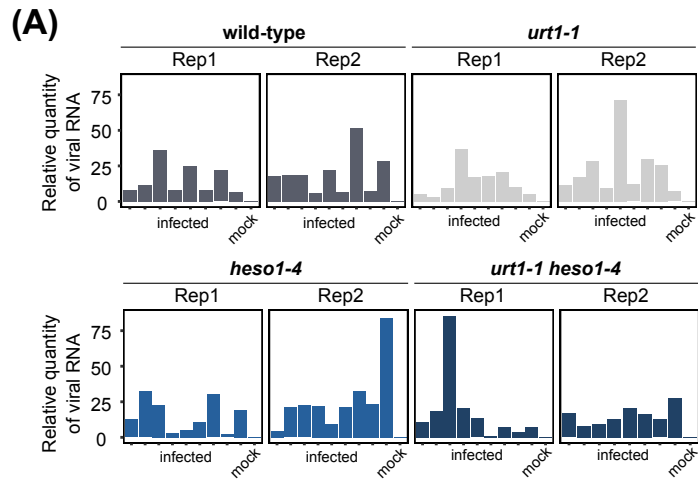 (A)
wild-type urt1-1
Rep1 Rep2 Rep1 Rep2
Relative quantity
of viral RNA
75
50
25
0
infected mock infected mock infected mock infected mock
heso1-4 urt1-1 heso1-4
Rep1 Rep2 Rep1 Rep2
Relative quantity
of viral RNA
75
50
25
0
infected mock infected mock infected mock infected mock